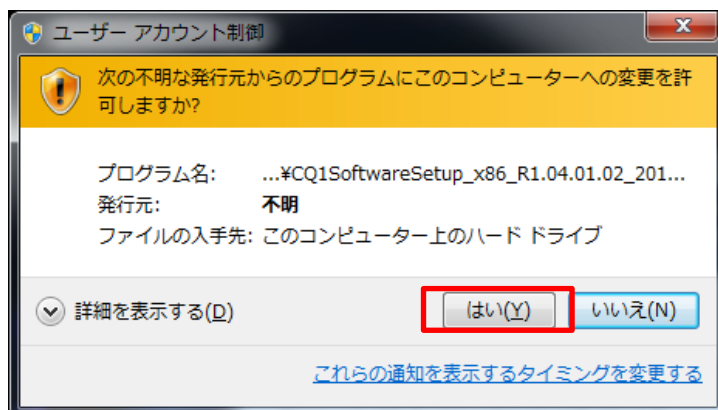 ユーザー アカウント制御
次の不明な発行元からのプログラムにこのコンピューターへの変更を許
可しますか?
プログラム名: ...¥CQ1SoftwareSetup_x86_R1.04.01.02_201...
発行元: 不明
ファイルの入手先: このコンピューター上のハード ドライブ
詳細を表示する(D) はい(Y) いいえ(N)
これらの通知を表示するタイミングを変更する